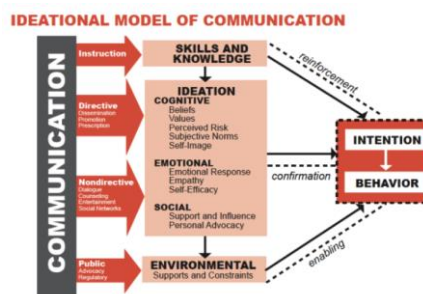 IDEATIONAL MODEL OF COMMUNICATION
COMMUNICATION
Instruction
Directive
Dissemination
Promotion
Prescription
Nondirective
Dialogue
Counseling
Entertainment
Social Networks
Public
Advocacy
Regulatory
SKILLS AND
KNOWLEDGE
IDEATION
COGNITIVE
Beliefs
Values
Perceived Risk
Subjective Norms
Self-Image
EMOTIONAL
Emotional Response
Empathy
Self-Efficacy
SOCIAL
Support and Influence
Personal Advocacy
ENVIRONMENTAL
Supports and Constraints
reinforcement
confirmation
enabling
INTENTION
BEHAVIOR